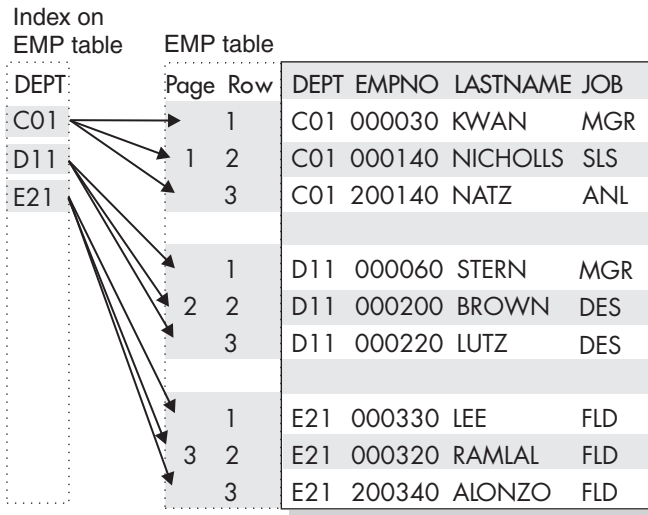 Index on
EMP table EMP table
DEPT Page Row DEPT EMPNO LASTNAME JOB
C01 1 C01 000030 KWAN MGR
D11 1 2 C01 000140 NICHOLLS SLS
E21 3 C01 200140 NATZ ANL
1 D11 000060 STERN MGR
2 2 D11 000200 BROWN DES
3 D11 000220 LUTZ DES
1 E21 000330 LEE FLD
3 2 E21 000320 RAMLAL FLD
3 E21 200340 ALONZO FLD